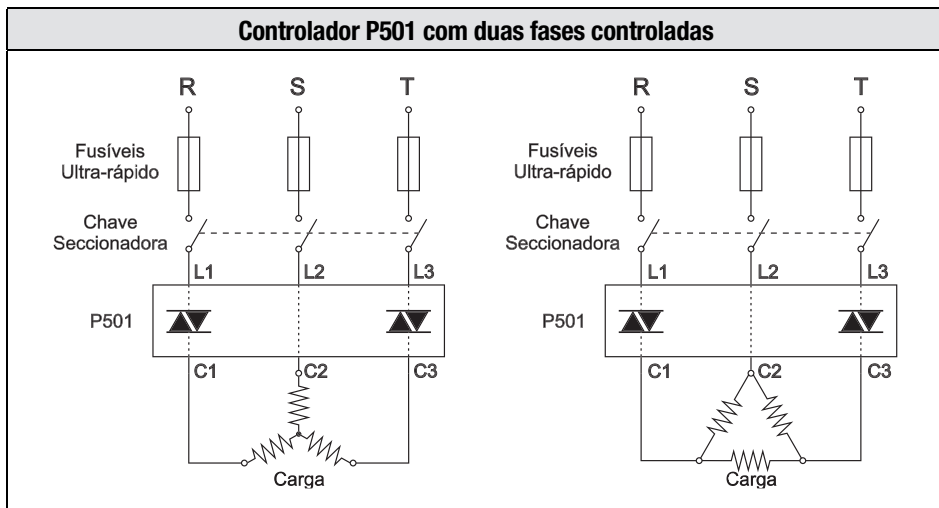 Controlador P501 com duas fases controladas
R S T
Fusíveis
Ultra-rápido
Chave
Seccionadora
L1 L2 L3
P501
C1 C2 C3
Carga
R S T
Fusíveis
Ultra-rápido
Chave
Seccionadora
L1 L2 L3
P501
C1 C2 C3
Carga